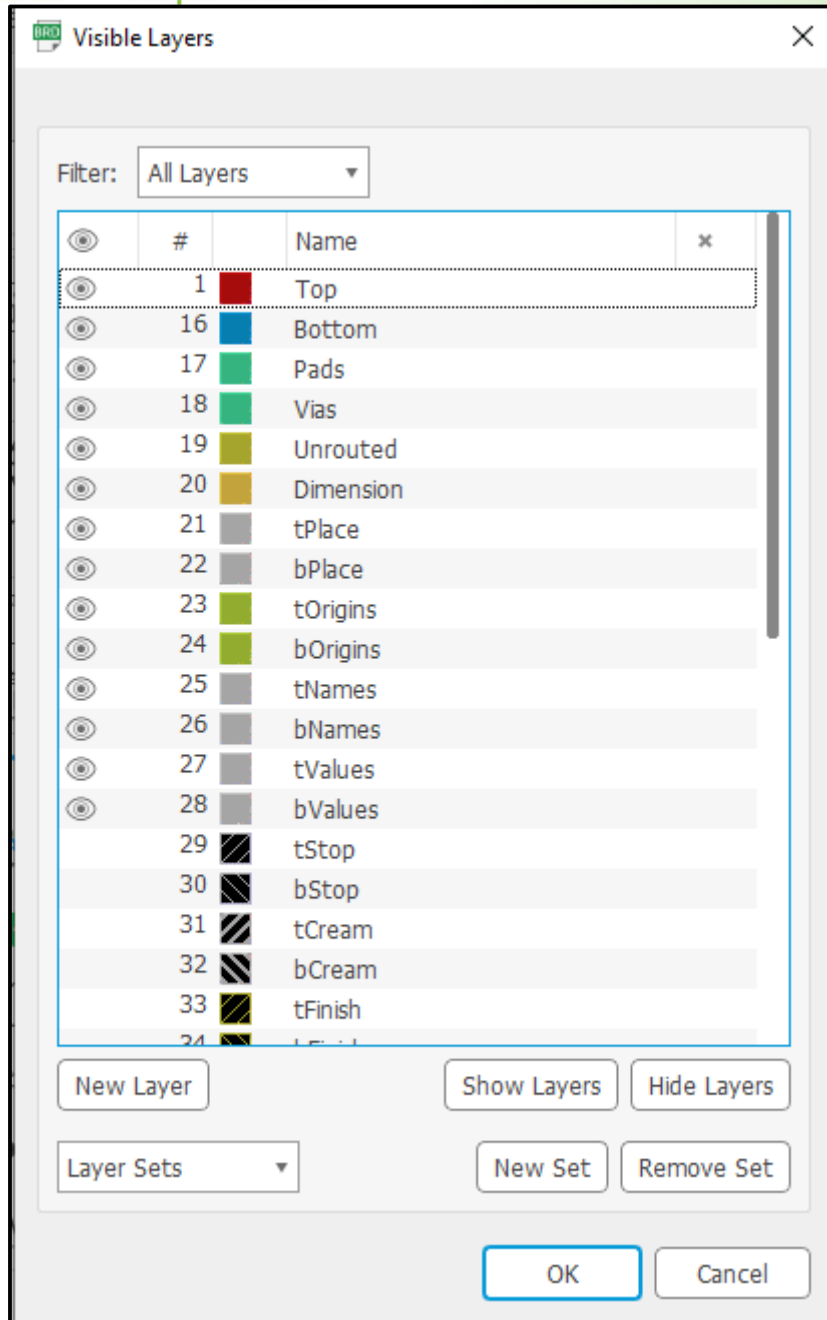 BRD Visible Layers
Filter: All Layers
# Name
1 Top
16 Bottom
17 Pads
18 Vias
19 Unrouted
20 Dimension
21 tPlace
22 bPlace
23 tOrigins
24 bOrigins
25 tNames
26 bNames
27 tValues
28 bValues
29 tStop
30 bStop
31 tCream
32 bCream
33 tFinish
34
New Layer Show Layers Hide Layers
Layer Sets New Set Remove Set
OK Cancel